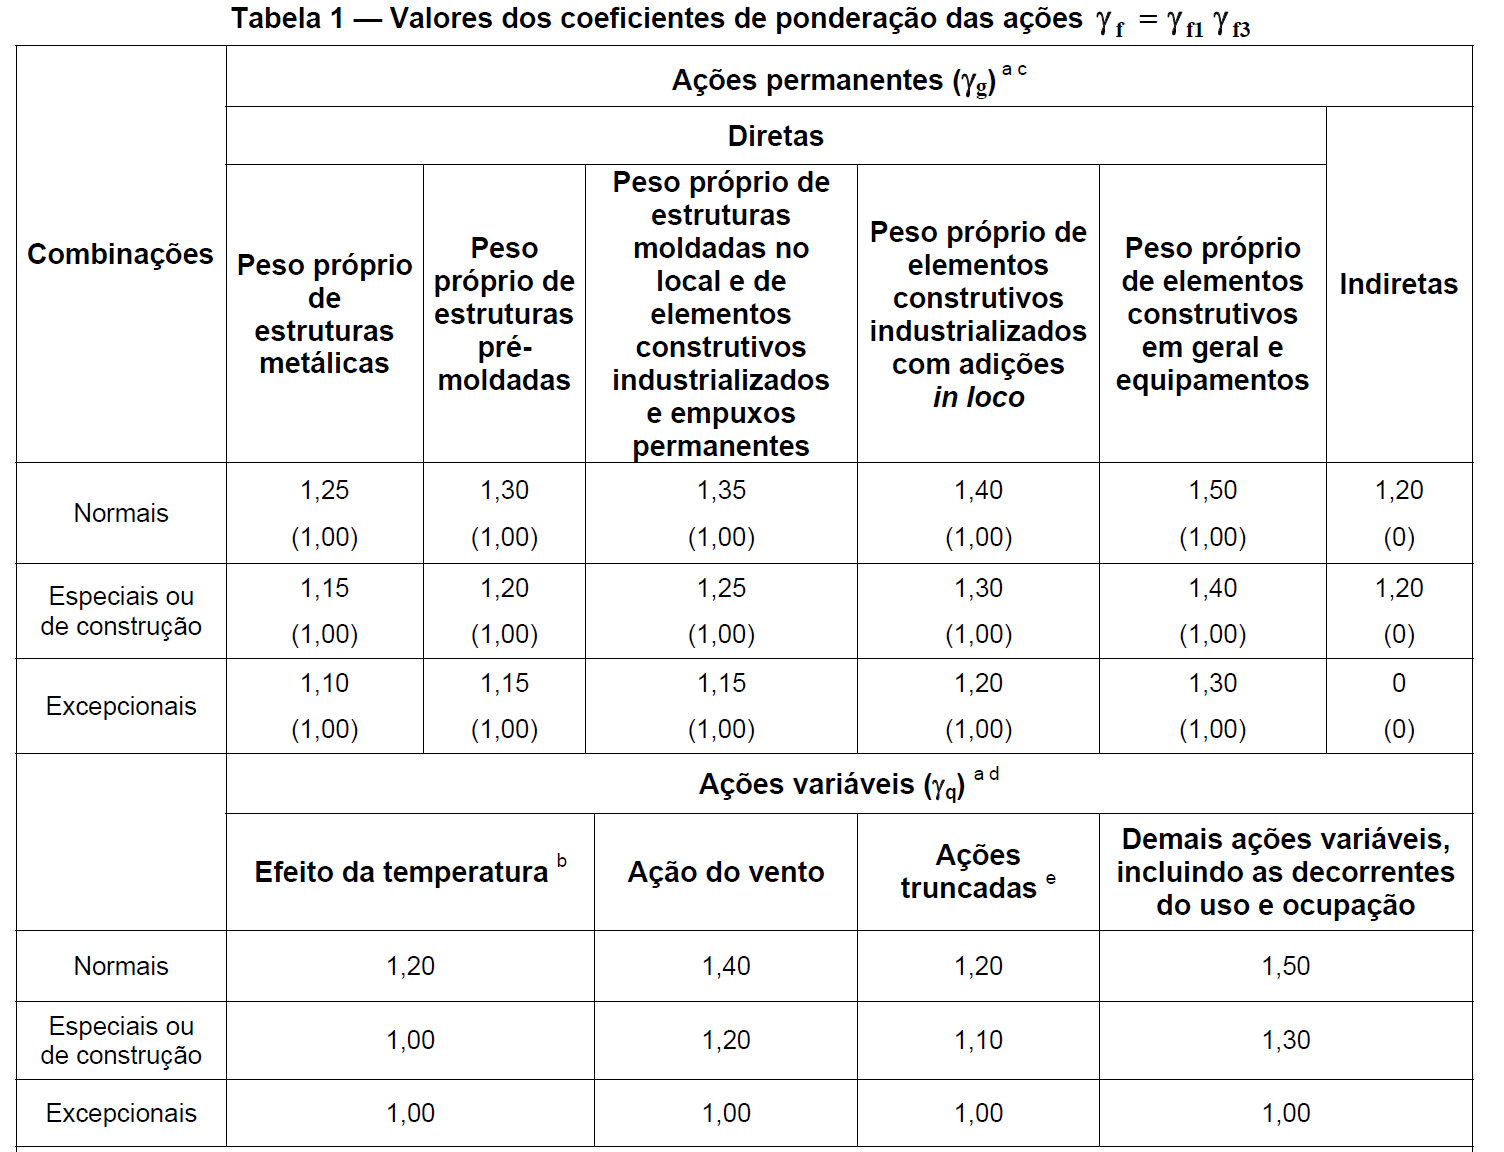 Tabela 1 — Valores dos coeficientes de ponderação das ações γf = γf1 γf3
Combinações
Ações permanentes (γg) a c
Diretas
Indiretas
Peso próprio
de
estruturas
metálicas
Peso
próprio de
estruturas
pré-
moldadas
Peso próprio de
estruturas
moldadas no
local e de
elementos
construtivos
industrializados
e empuxos
permanentes
Peso próprio de
elementos
construtivos
industrializados
com adições
in loco
Peso próprio
de elementos
construtivos
em geral e
equipamentos
Normais
1,25 1,30 1,35 1,40 1,50 1,20
(1,00) (1,00) (1,00) (1,00) (1,00) (0)
Especiais ou
de construção
1,15 1,20 1,25 1,30 1,40 1,20
(1,00) (1,00) (1,00) (1,00) (1,00) (0)
Excepcionais
1,10 1,15 1,15 1,20 1,30 0
(1,00) (1,00) (1,00) (1,00) (1,00) (0)
Ações variáveis (γq) a d
Efeito da temperatura b
Ação do vento
Ações
truncadas e
Demais ações variáveis,
incluindo as decorrentes
do uso e ocupação
Normais 1,20 1,40 1,20 1,50
Especiais ou
de construção
1,00 1,20 1,10 1,30
Excepcionais 1,00 1,00 1,00 1,00